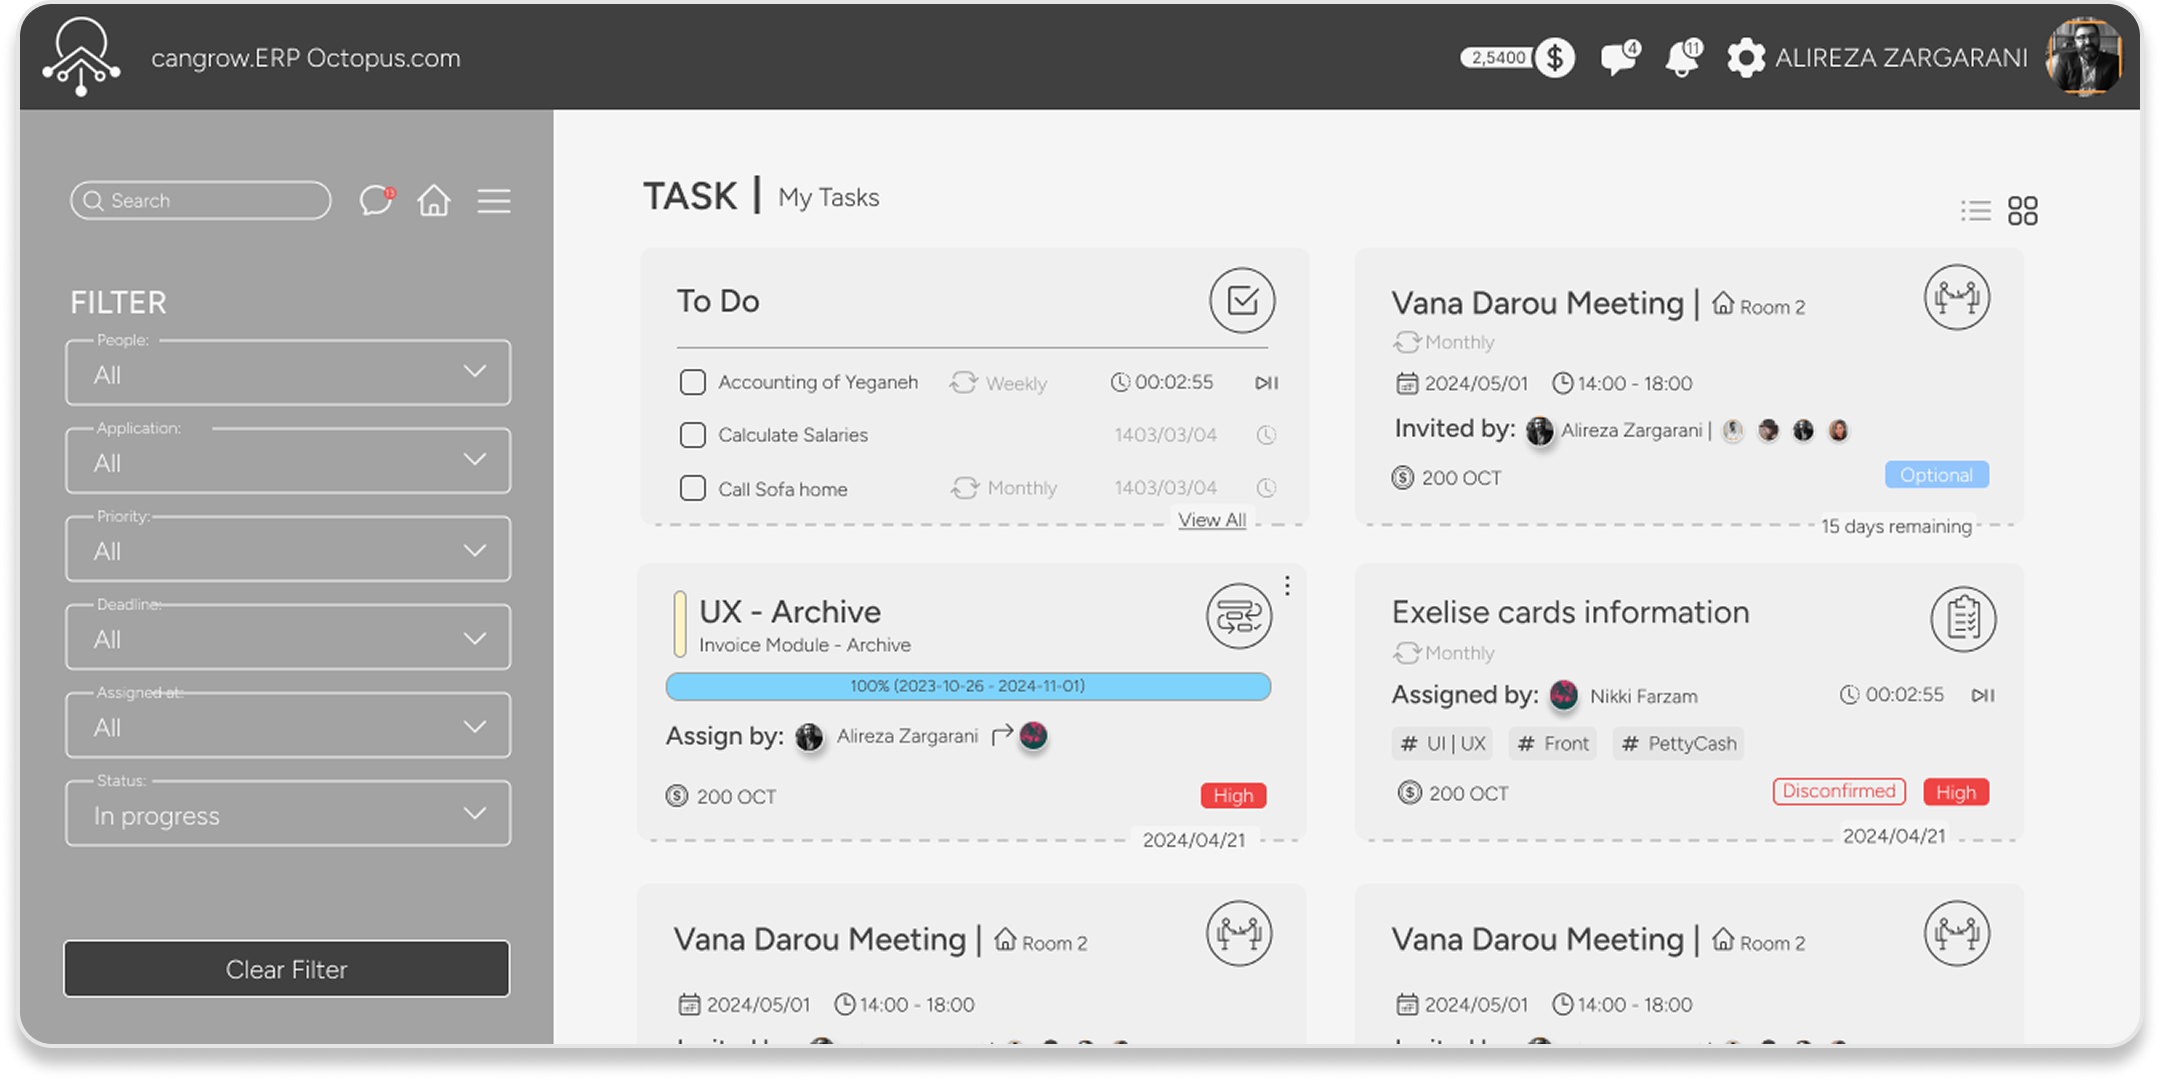 cangrow.ERP Octopus.com
2,5400
4
11
ALIREZA ZARGARANI
Search
13
FILTER
People:
All
Application:
All
Priority:
All
Deadline:
All
Assigned at:
All
Status:
In progress
Clear Filter
TASK | My Tasks
To Do
Accounting of Yeganeh Weekly 00:02:55
Calculate Salaries 1403/03/04
Call Sofa home Monthly 1403/03/04
View All
Vana Darou Meeting | Room 2
Monthly
2024/05/01 14:00 - 18:00
Invited by: Alireza Zargarani |
200 OCT Optional
15 days remaining
UX - Archive
Invoice Module - Archive
100% (2023-10-26 - 2024-11-01)
Assign by: Alireza Zargarani
200 OCT High
2024/04/21
Exelise cards information
Monthly
Assigned by: Nikki Farzam 00:02:55
# UI | UX # Front # PettyCash
200 OCT Disconfirmed High
2024/04/21
Vana Darou Meeting | Room 2
2024/05/01 14:00 - 18:00
Vana Darou Meeting | Room 2
2024/05/01 14:00 - 18:00